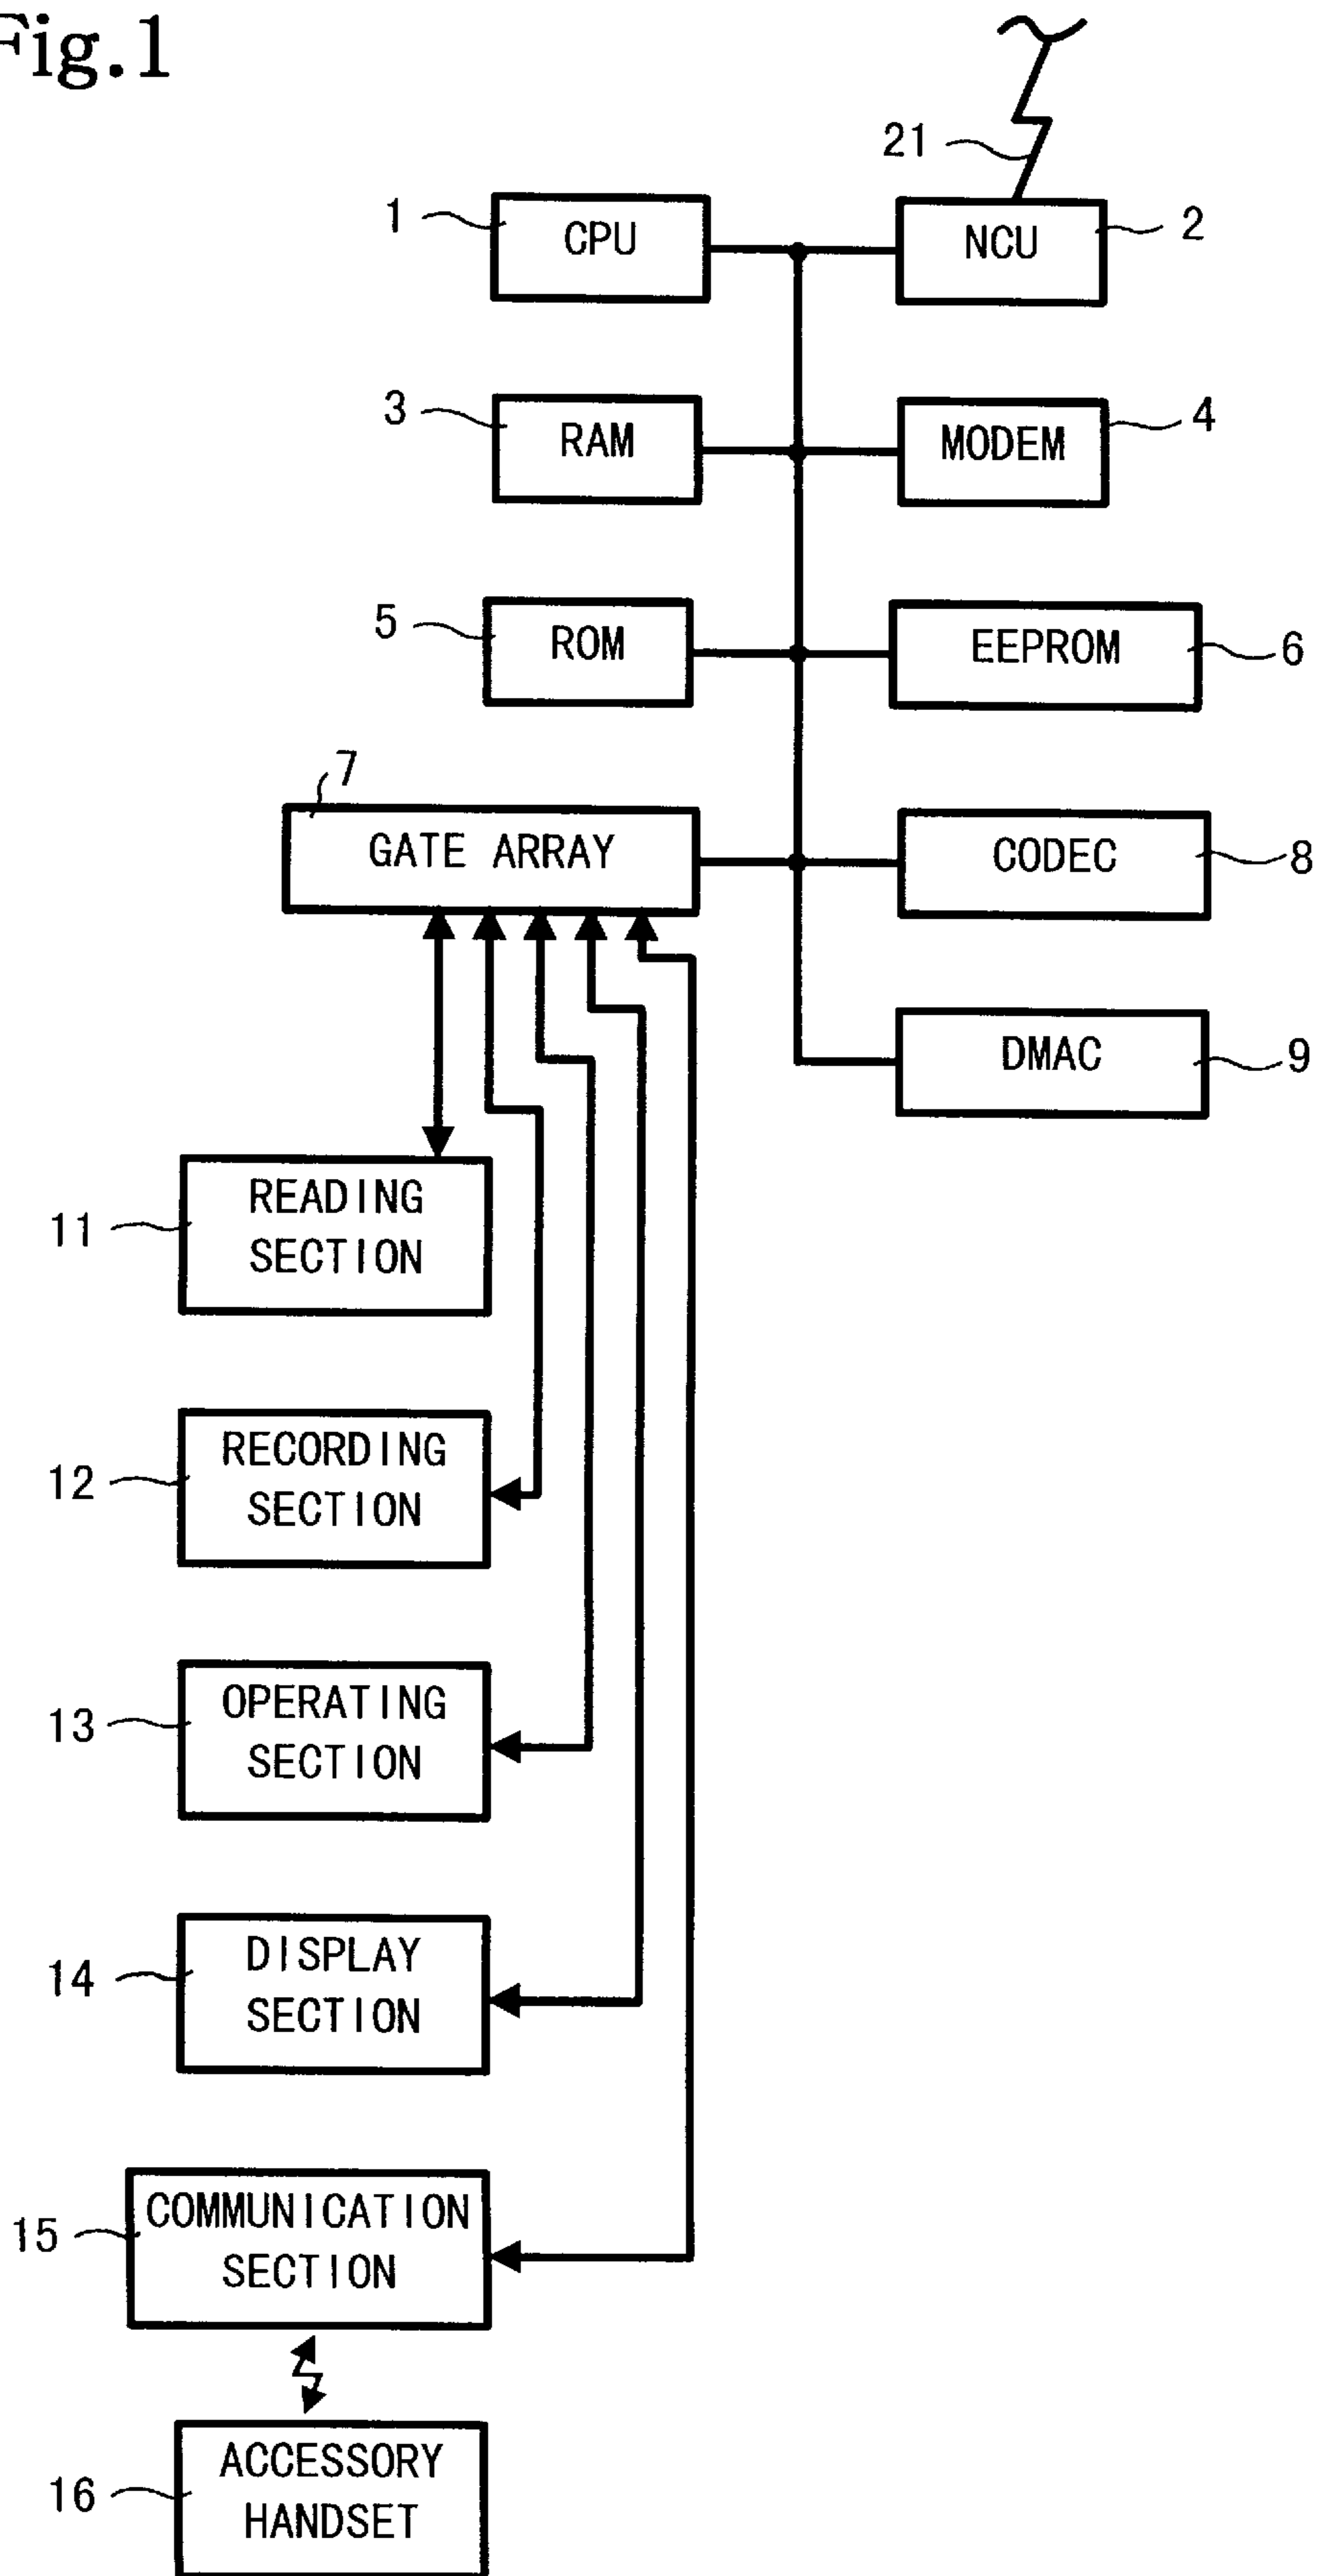 Fig.1
21
1
CPU
NCU
2
3
RAM
MODEM
4
5
ROM
EEPROM
6
7
GATE ARRAY
CODEC
8
DMAC
9
11
READING
SECTION
12
RECORDING
SECTION
13
OPERATING
SECTION
14
DISPLAY
SECTION
15
COMMUNICATION
SECTION
16
ACCESSORY
HANDSET